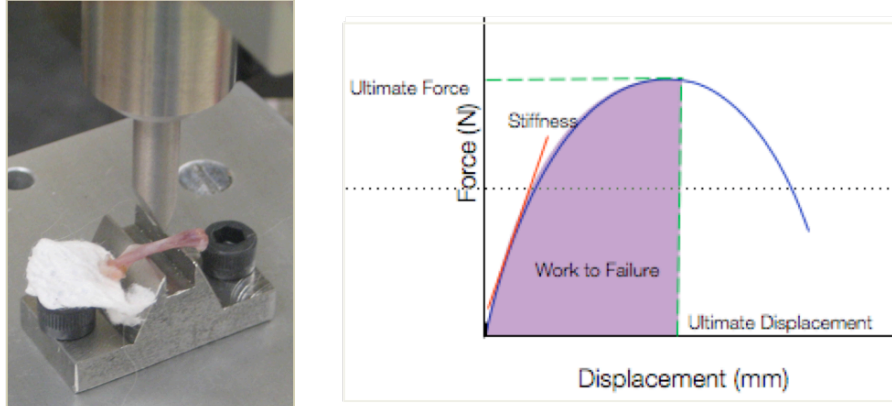 Ultimate Force
Stiffness
Force (N)
Work to Failure
Ultimate Displacement
Displacement (mm)